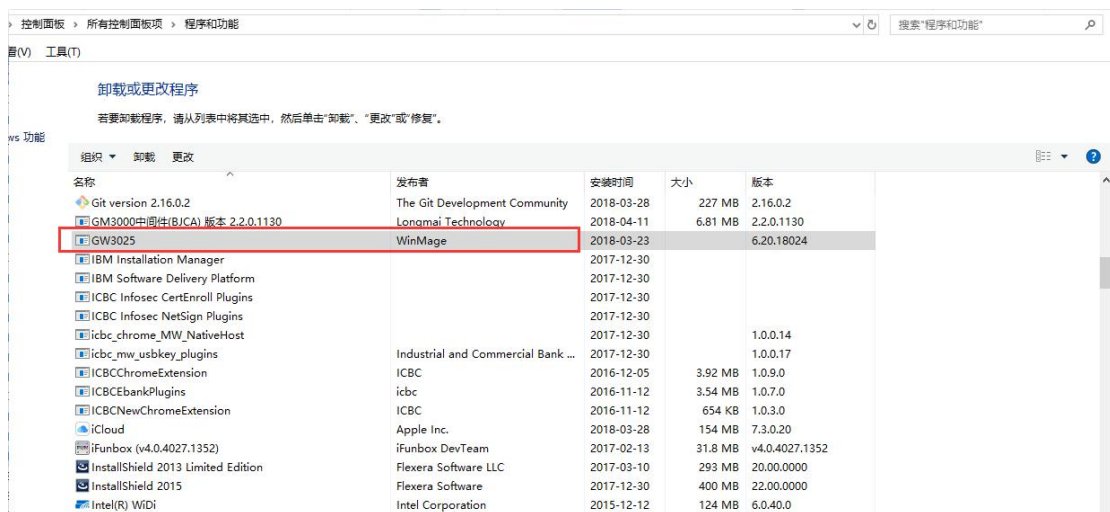 › 控制面板 › 所有控制面板项 › 程序和功能 搜索"程序和功能"
看(V) 工具(T)
卸载或更改程序
若要卸载程序，请从列表中将其选中，然后单击"卸载"、"更改"或"修复"。
ws 功能
组织 卸载 更改
名称 发布者 安装时间 大小 版本
Git version 2.16.0.2 The Git Development Community 2018-03-28 227 MB 2.16.0.2
GM3000中间件(BJCA) 版本 2.2.0.1130 Longmai Technology 2018-04-11 6.81 MB 2.2.0.1130
GW3025 WinMage 2018-03-23 6.20.18024
IBM Installation Manager 2017-12-30
IBM Software Delivery Platform 2017-12-30
ICBC Infosec CertEnroll Plugins 2017-12-30
ICBC Infosec NetSign Plugins 2017-12-30
icbc_chrome_MW_NativeHost 2017-12-30 1.0.0.14
icbc_mw_usbkey_plugins Industrial and Commercial Bank ... 2017-12-30 1.0.0.17
ICBCChromeExtension ICBC 2016-12-05 3.92 MB 1.0.9.0
ICBCEbankPlugins icbc 2016-11-12 3.54 MB 1.0.7.0
ICBCNewChromeExtension ICBC 2016-11-12 654 KB 1.0.3.0
iCloud Apple Inc. 2018-03-28 154 MB 7.3.0.20
iFunbox (v4.0.4027.1352) iFunbox DevTeam 2017-02-13 31.8 MB v4.0.4027.1352
InstallShield 2013 Limited Edition Flexera Software LLC 2017-03-10 293 MB 20.00.0000
InstallShield 2015 Flexera Software 2017-12-30 400 MB 22.00.0000
Intel(R) WiDi Intel Corporation 2015-12-12 124 MB 6.0.40.0